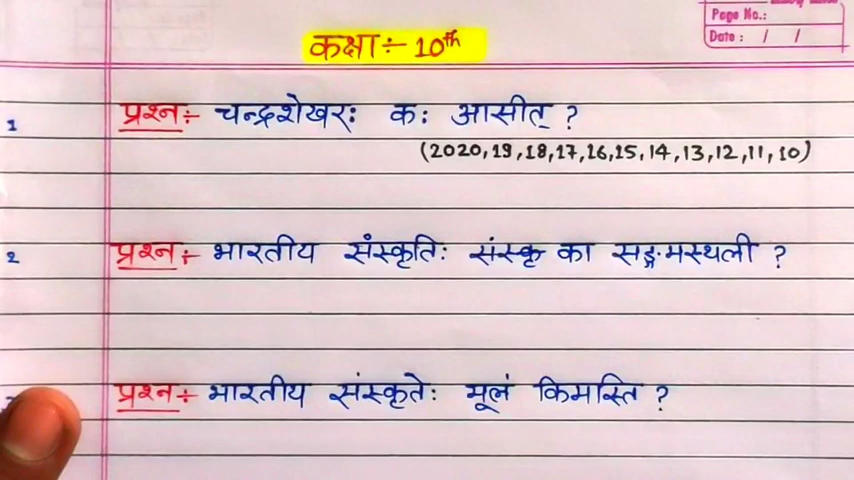 Page No.:
Date : / /
कक्षा÷ 10th
1 प्रश्न÷ चन्द्रशेखरः कः आसीत् ?
(2020,19,18,17,16,15,14,13,12,11,10)
2 प्रश्न÷ भारतीय संस्कृतिः संस्कृ का सङ्गमस्थली ?
प्रश्न÷ भारतीय संस्कृतेः मूलं किमस्ति ?